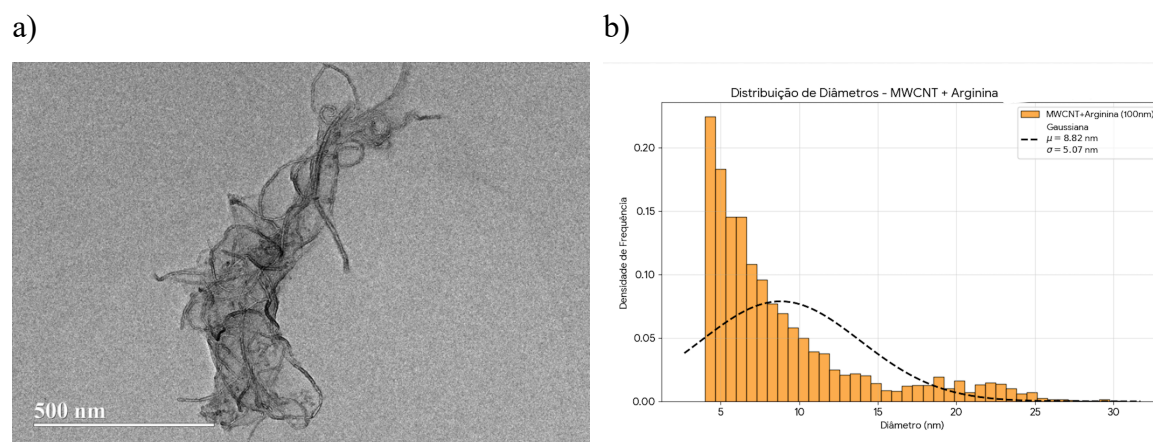 a)
b)
500 nm
Distribuição de Diâmetros - MWCNT + Arginina
MWCNT+Arginina (100nm)
Gaussiana
μ = 8.82 nm
σ = 5.07 nm
Densidade de Frequência
0.20
0.15
0.10
0.05
0.00
5 10 15 20 25 30
Diâmetro (nm)